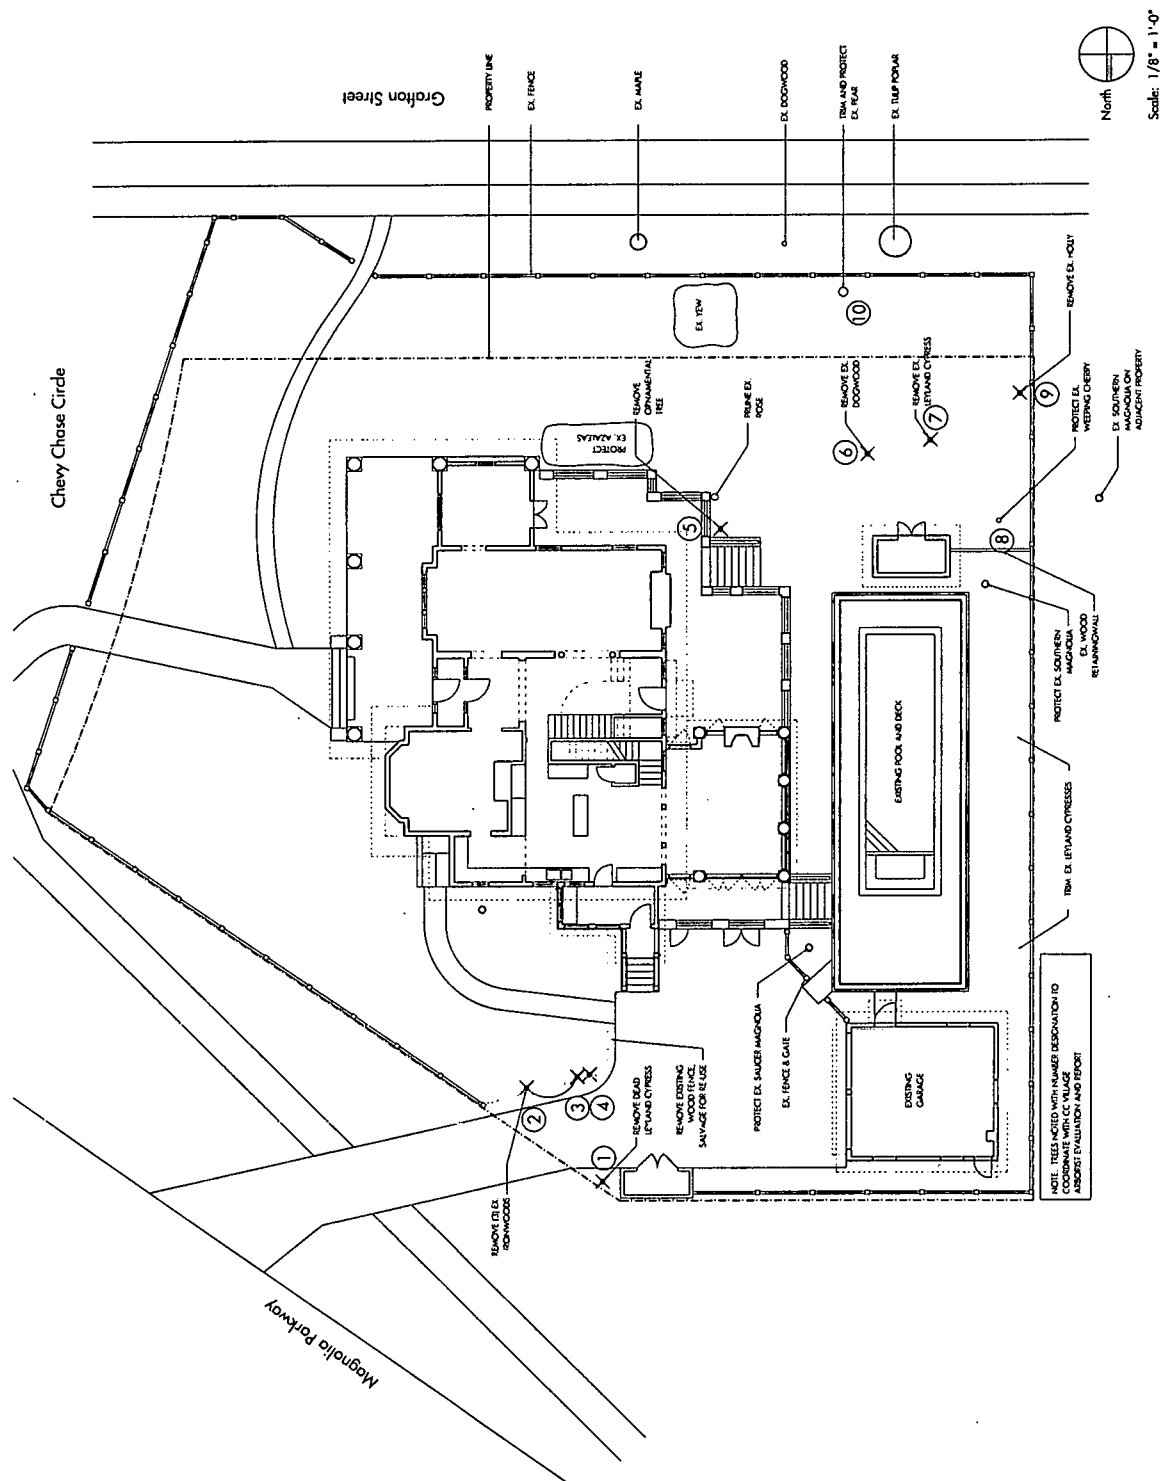 Grafton Street
Chevy Chase Circle
Magnolia Parkway
North
Scale: 1/8" = 1'-0"
PROPERTY LINE
EX. FENCE
EX. MAPLE
EX. DOGWOOD
TRIM AND PROTECT
EX. PEAR
EX. TULIP POPLAR
EX. YEW
10
REMOVE EX. HOLLY
9
PROTECT EX.
WEEPING CHERRY
8
EX. SOUTHERN
MAGNOLIA ON
ADJACENT PROPERTY
REMOVE EX.
LEYLAND CYPRESS
7
REMOVE EX.
DOGWOOD
6
REMOVE
ORNAMENTAL
TREE
5
PRUNE EX.
ROSE
PROTECT
EX. AZALEAS
PROTECT EX. SOUTHERN
MAGNOLIA
EX. WOOD
RETAINING WALL
TRIM EX. LEYLAND CYPRESSES
EXISTING POOL AND DECK
PROTECT EX. SAUCER MAGNOLIA
EX. FENCE & GATE
EXISTING
GARAGE
REMOVE EXISTING
WOOD FENCE,
SALVAGE FOR RE-USE
REMOVE DEAD
LEYLAND CYPRESS
1
2
3
4
REMOVE (3) EX.
IRONWOODS
NOTE: TREES NOTED WITH NUMBER DESIGNATION TO
COORDINATE WITH CC VILLAGE
ARBORIST EVALUATION AND REPORT